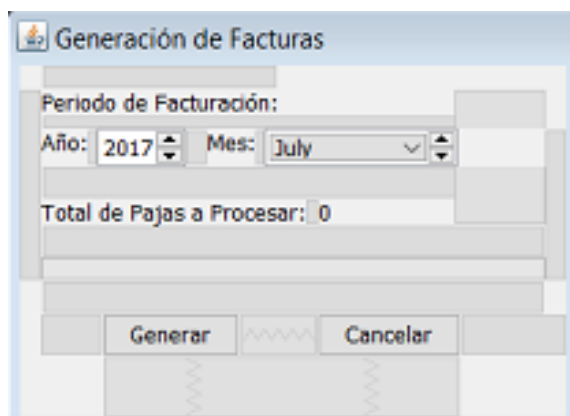 Generación de Facturas
Periodo de Facturación:
Año: 2017 Mes: July
Total de Pajas a Procesar: 0
Generar Cancelar